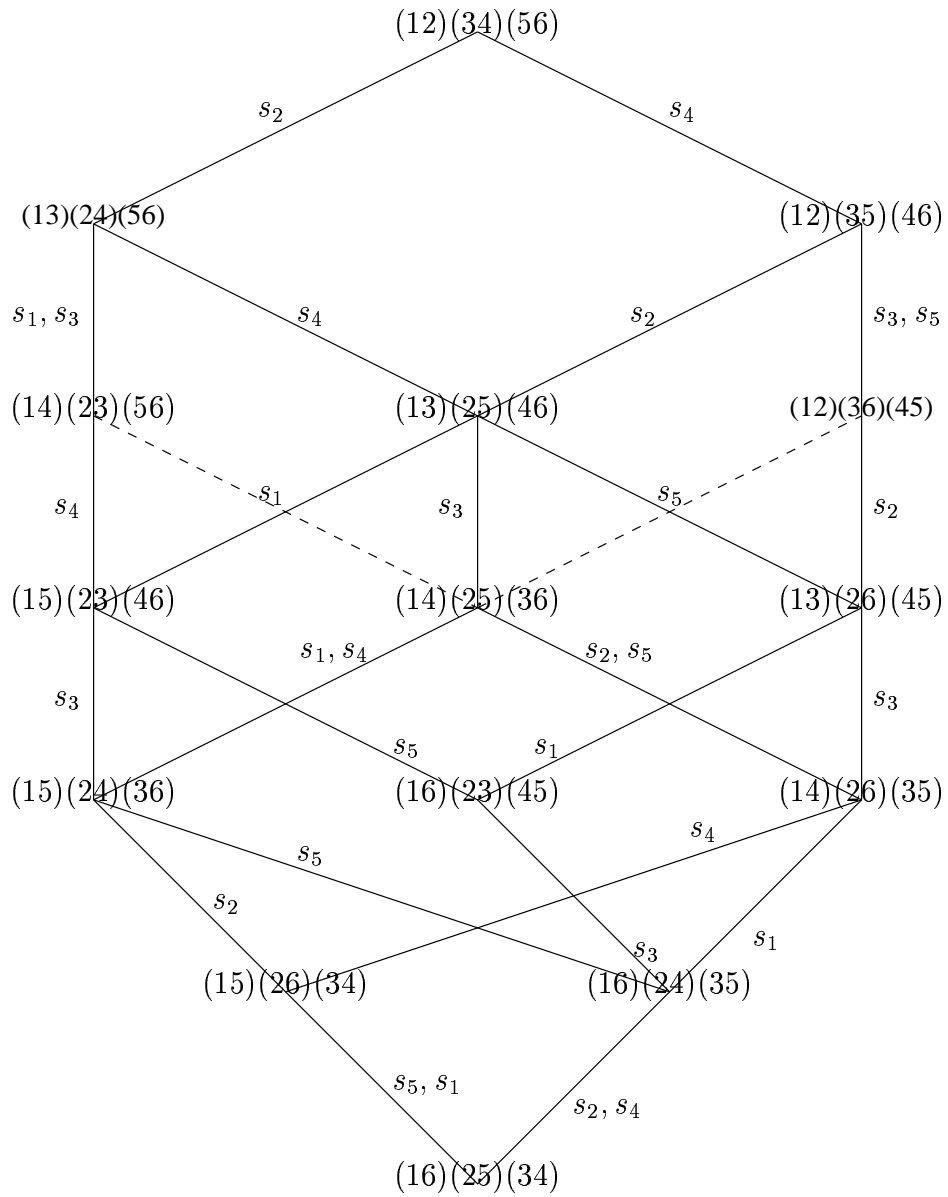 (12)(34)(56)
s₂ s₄
(13)(24)(56) (12)(35)(46)
s₁, s₃ s₄ s₂ s₃, s₅
(14)(23)(56) (13)(25)(46) (12)(36)(45)
s₄ s₁ s₃ s₅ s₂
(15)(23)(46) (14)(25)(36) (13)(26)(45)
s₁, s₄ s₂, s₅
s₃ s₃
s₅ s₁
(15)(24)(36) (16)(23)(45) (14)(26)(35)
s₄
s₅
s₂
s₃ s₁
(15)(26)(34) (16)(24)(35)
s₅, s₁
s₂, s₄
(16)(25)(34)